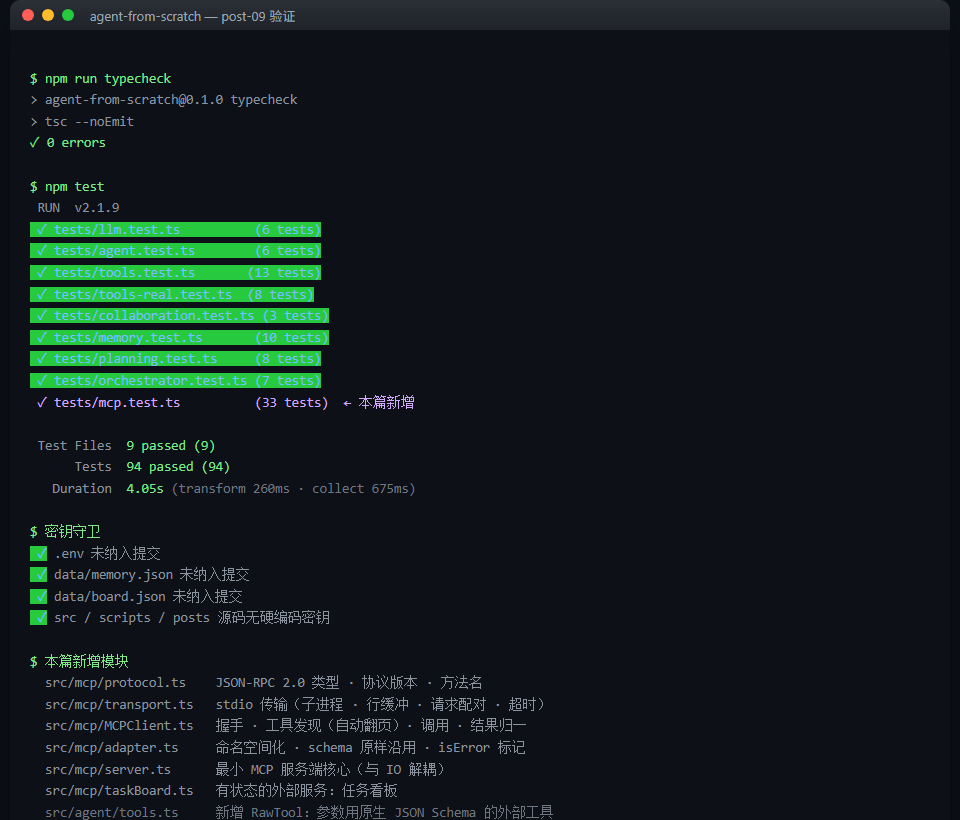 agent-from-scratch — post-09 验证
$ npm run typecheck
> agent-from-scratch@0.1.0 typecheck
> tsc --noEmit
✓ 0 errors
$ npm test
RUN v2.1.9
✓ tests/llm.test.ts (6 tests)
✓ tests/agent.test.ts (6 tests)
✓ tests/tools.test.ts (13 tests)
✓ tests/tools-real.test.ts (8 tests)
✓ tests/collaboration.test.ts (3 tests)
✓ tests/memory.test.ts (10 tests)
✓ tests/planning.test.ts (8 tests)
✓ tests/orchestrator.test.ts (7 tests)
✓ tests/mcp.test.ts (33 tests) ← 本篇新增
Test Files 9 passed (9)
Tests 94 passed (94)
Duration 4.05s (transform 260ms · collect 675ms)
$ 密钥守卫
✓ .env 未纳入提交
✓ data/memory.json 未纳入提交
✓ data/board.json 未纳入提交
✓ src / scripts / posts 源码无硬编码密钥
$ 本篇新增模块
src/mcp/protocol.ts JSON-RPC 2.0 类型 · 协议版本 · 方法名
src/mcp/transport.ts stdio 传输（子进程 · 行缓冲 · 请求配对 · 超时）
src/mcp/MCPClient.ts 握手 · 工具发现（自动翻页）· 调用 · 结果归一
src/mcp/adapter.ts 命名空间化 · schema 原样沿用 · isError 标记
src/mcp/server.ts 最小 MCP 服务端核心（与 IO 解耦）
src/mcp/taskBoard.ts 有状态的外部服务：任务看板
src/agent/tools.ts 新增 RawTool：参数用原生 JSON Schema 的外部工具